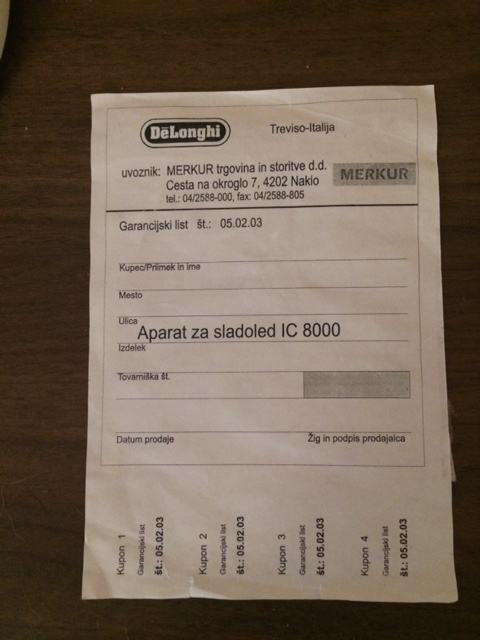 DeLonghi
Treviso-Italija
uvoznik: MERKUR trgovina in storitve d.d.
Cesta na okroglo 7, 4202 Naklo
tel.: 04/2588-000, fax: 04/2588-805
MERKUR
Garancijski list št.: 05.02.03
Kupec/Priimek in ime
Mesto
Ulica
Aparat za sladoled IC 8000
Izdelek
Tovarniška št.
Datum prodaje
Žig in podpis prodajalca
Kupon 1
Garancijski list
št.: 05.02.03
Kupon 2
Garancijski list
št.: 05.02.03
Kupon 3
Garancijski list
št.: 05.02.03
Kupon 4
Garancijski list
št.: 05.02.03